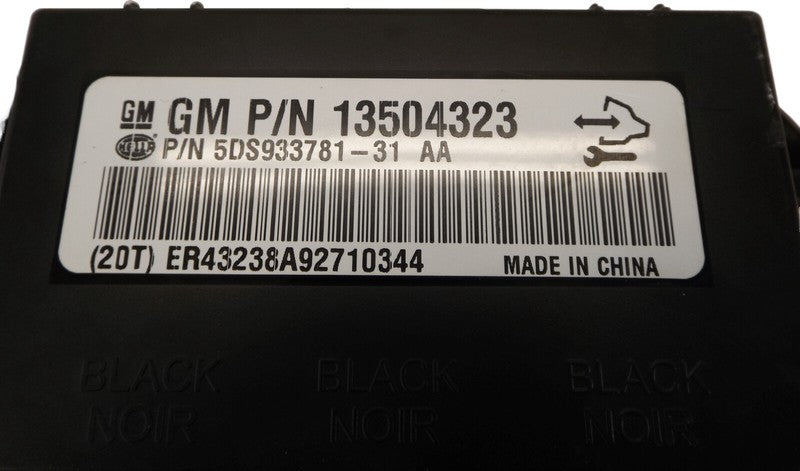 GM GM P/N 13504323
HELLA P/N 5DS933781-31 AA
(20T) ER43238A92710344 MADE IN CHINA
BLACK BLACK BLACK
NOIR NOIR NOIR